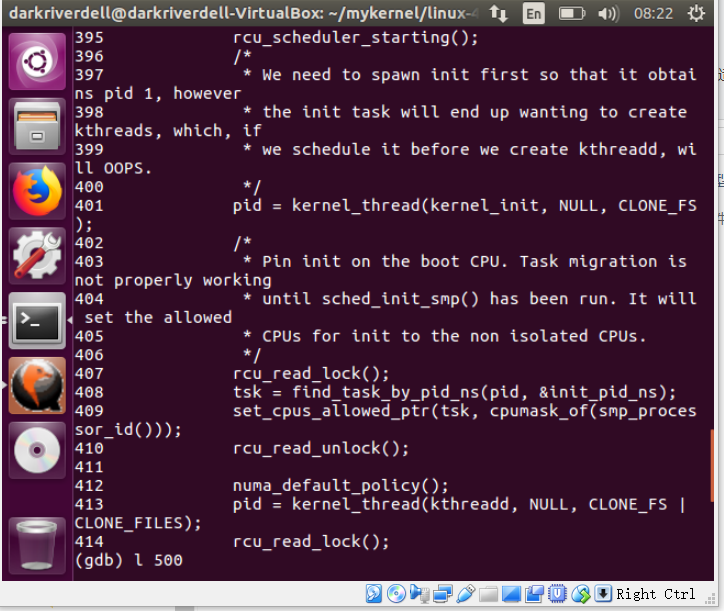 darkriverdell@darkriverdell-VirtualBox: ~/mykernel/linux-4
En
08:22
395 rcu_scheduler_starting();
396 /*
397 * We need to spawn init first so that it obtai
ns pid 1, however
398 * the init task will end up wanting to create
kthreads, which, if
399 * we schedule it before we create kthreadd, wi
ll OOPS.
400 */
401 pid = kernel_thread(kernel_init, NULL, CLONE_FS
);
402 /*
403 * Pin init on the boot CPU. Task migration is
not properly working
404 * until sched_init_smp() has been run. It will
set the allowed
405 * CPUs for init to the non isolated CPUs.
406 */
407 rcu_read_lock();
408 tsk = find_task_by_pid_ns(pid, &init_pid_ns);
409 set_cpus_allowed_ptr(tsk, cpumask_of(smp_proces
sor_id()));
410 rcu_read_unlock();
411
412 numa_default_policy();
413 pid = kernel_thread(kthreadd, NULL, CLONE_FS |
CLONE_FILES);
414 rcu_read_lock();
(gdb) l 500
Right Ctrl